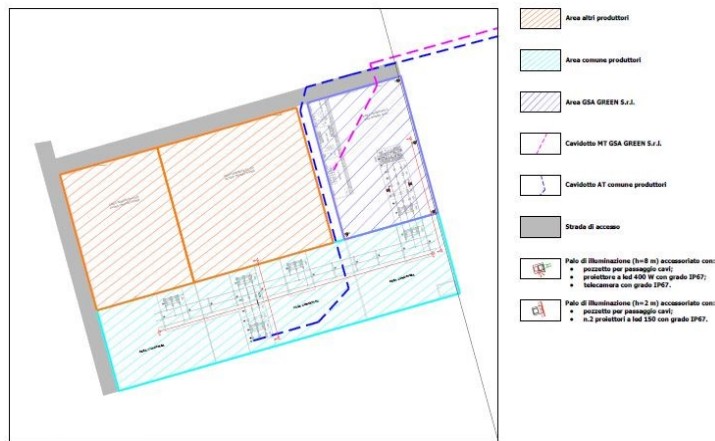 Area altri produttori
Area comune produttori
Area GSA GREEN S.r.l.
Cavidotto MT GSA GREEN S.r.l.
Cavidotto AT comune produttori
Strada di accesso
Palo di illuminazione (h=8 m) accessoriato con:
• pozzetto per passaggio cavi;
• proiettore a led 400 W con grado IP67;
• telecamera con grado IP67.
Palo di illuminazione (h=2 m) accessoriato con:
• pozzetto per passaggio cavi;
• n.2 proiettori a led 150 con grado IP67.